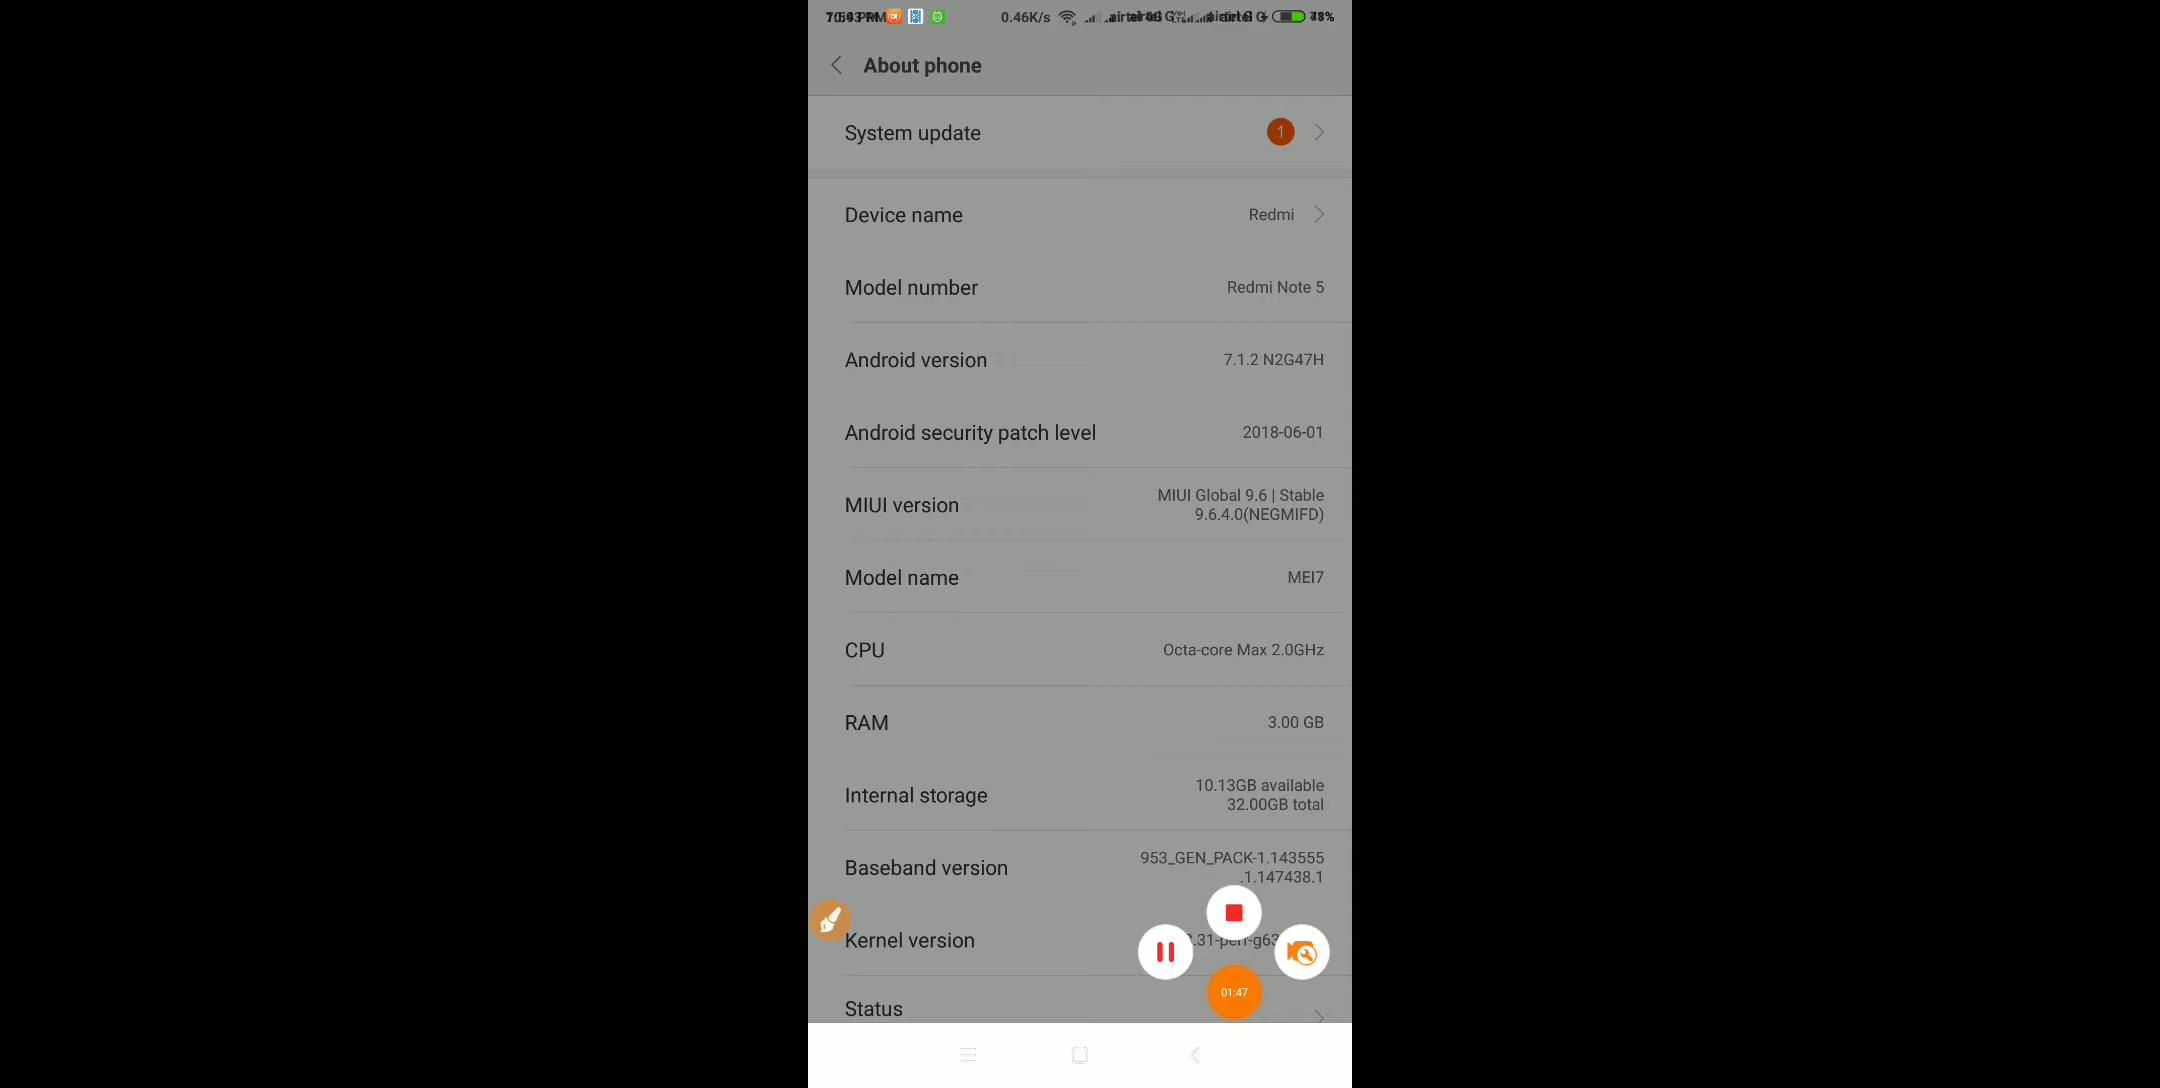 0.46K/s
About phone
System update 1
Device name Redmi
Model number Redmi Note 5
Android version 7.1.2 N2G47H
Android security patch level 2018-06-01
MIUI version MIUI Global 9.6 | Stable
9.6.4.0(NEGMIFD)
Model name MEI7
CPU Octa-core Max 2.0GHz
RAM 3.00 GB
Internal storage 10.13GB available
32.00GB total
Baseband version 953_GEN_PACK-1.143555
.1.147438.1
Kernel version
01:47
Status